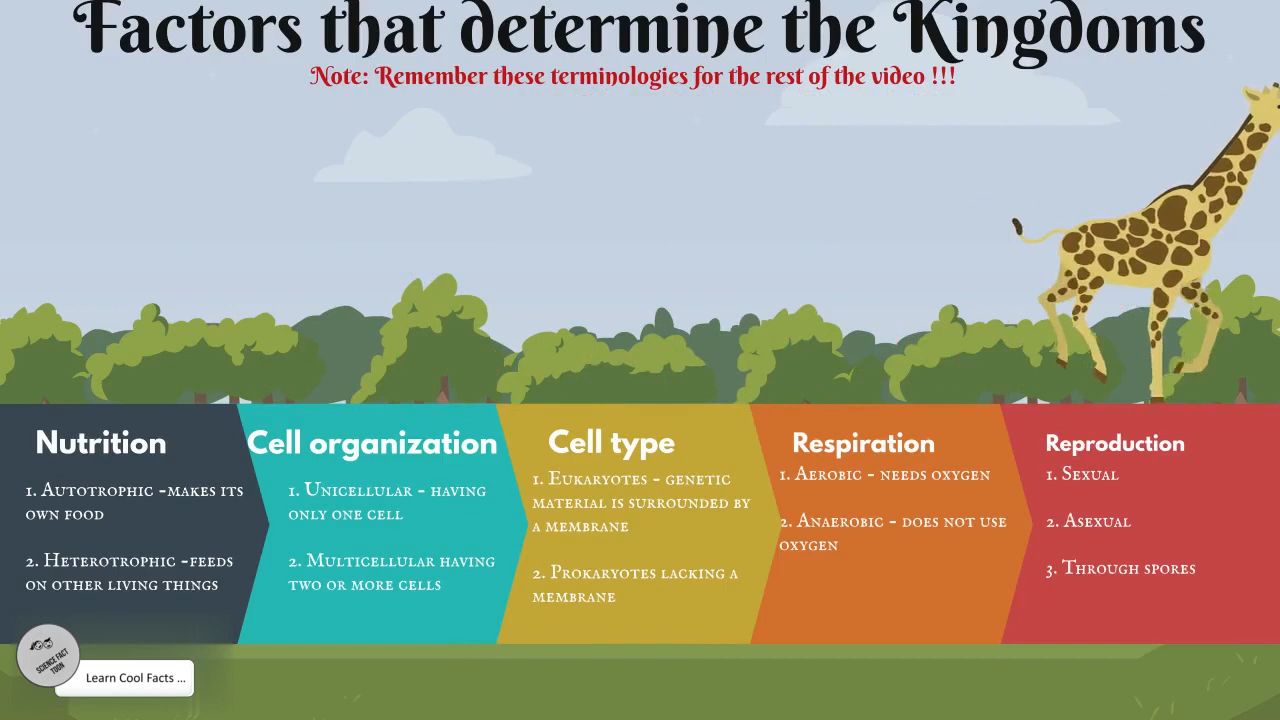 Factors that determine the Kingdoms
Note: Remember these terminologies for the rest of the video !!!
Nutrition
1. Autotrophic -makes its
own food
2. Heterotrophic -feeds
on other living things
Cell organization
1. Unicellular - having
only one cell
2. Multicellular having
two or more cells
Cell type
1. Eukaryotes - genetic
material is surrounded by
a membrane
2. Prokaryotes lacking a
membrane
Respiration
1. Aerobic - needs oxygen
2. Anaerobic - does not use
oxygen
Reproduction
1. Sexual
2. Asexual
3. Through spores
SCIENCE FACT
TOON
Learn Cool Facts ...